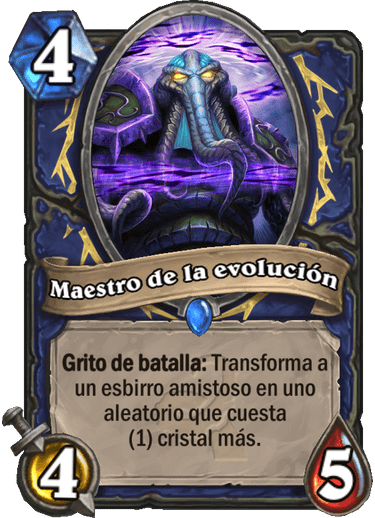 4
Maestro de la evolución
Grito de batalla: Transforma a
un esbirro amistoso en uno
aleatorio que cuesta
(1) cristal más.
4
5